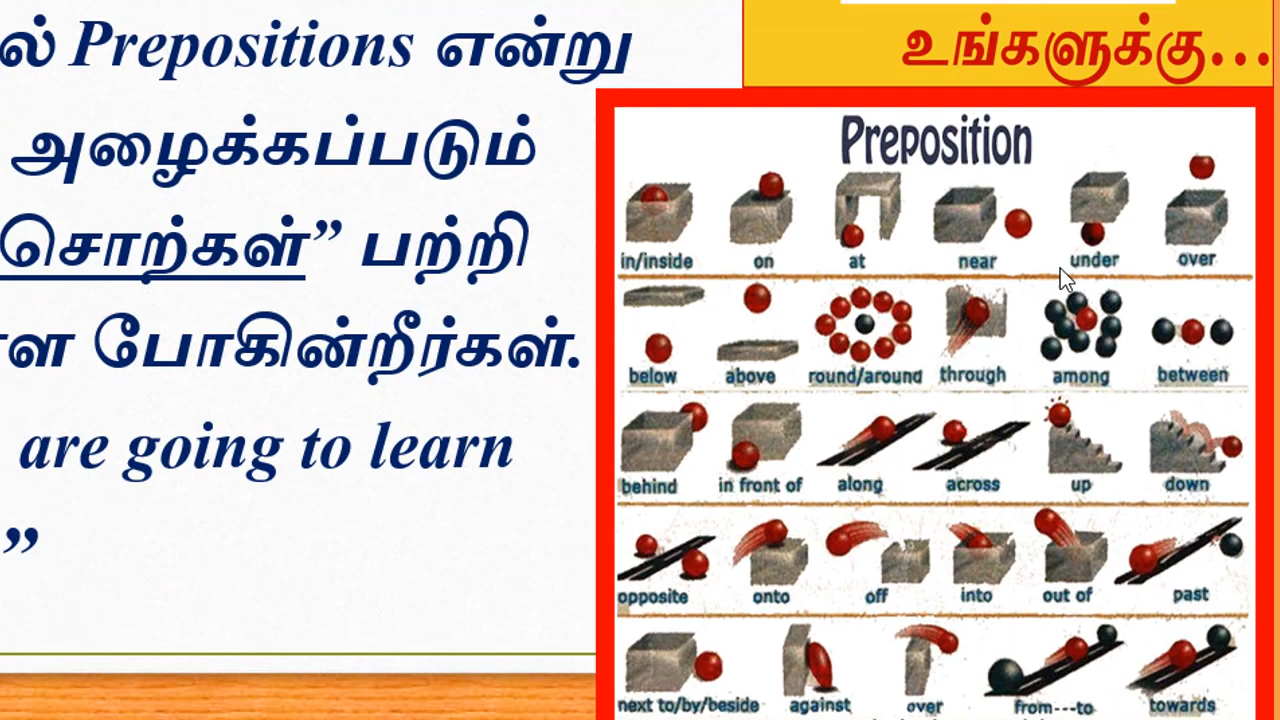 ல் Prepositions என்று
அழைக்கப்படும்
சொற்கள்” பற்றி
ள போகின்றீர்கள்.
are going to learn
”
உங்களுக்கு...
Preposition
in/inside on at near under over
below above round/around through among between
behind in front of along across up down
opposite onto off into out of past
next to/by/beside against over from---to towards